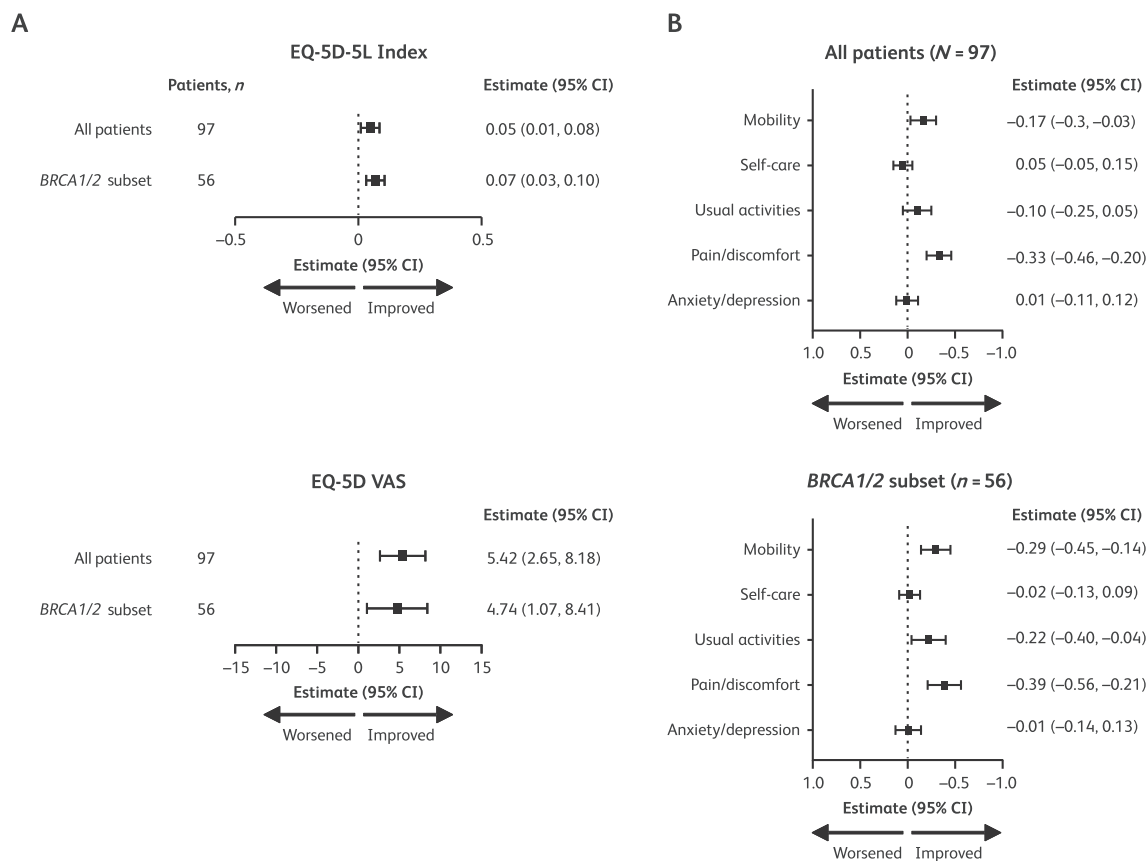 A
EQ-5D-5L Index
Patients, n Estimate (95% CI)
All patients 97 0.05 (0.01, 0.08)
BRCA1/2 subset 56 0.07 (0.03, 0.10)
−0.5 0 0.5
Estimate (95% CI)
Worsened Improved
EQ-5D VAS
Estimate (95% CI)
All patients 97 5.42 (2.65, 8.18)
BRCA1/2 subset 56 4.74 (1.07, 8.41)
−15 −10 −5 0 5 10 15
Estimate (95% CI)
Worsened Improved
B
All patients (N = 97)
Estimate (95% CI)
Mobility −0.17 (−0.3, −0.03)
Self-care 0.05 (−0.05, 0.15)
Usual activities −0.10 (−0.25, 0.05)
Pain/discomfort −0.33 (−0.46, −0.20)
Anxiety/depression 0.01 (−0.11, 0.12)
1.0 0.5 0 −0.5 −1.0
Estimate (95% CI)
Worsened Improved
BRCA1/2 subset (n = 56)
Estimate (95% CI)
Mobility −0.29 (−0.45, −0.14)
Self-care −0.02 (−0.13, 0.09)
Usual activities −0.22 (−0.40, −0.04)
Pain/discomfort −0.39 (−0.56, −0.21)
Anxiety/depression −0.01 (−0.14, 0.13)
1.0 0.5 0 −0.5 −1.0
Estimate (95% CI)
Worsened Improved